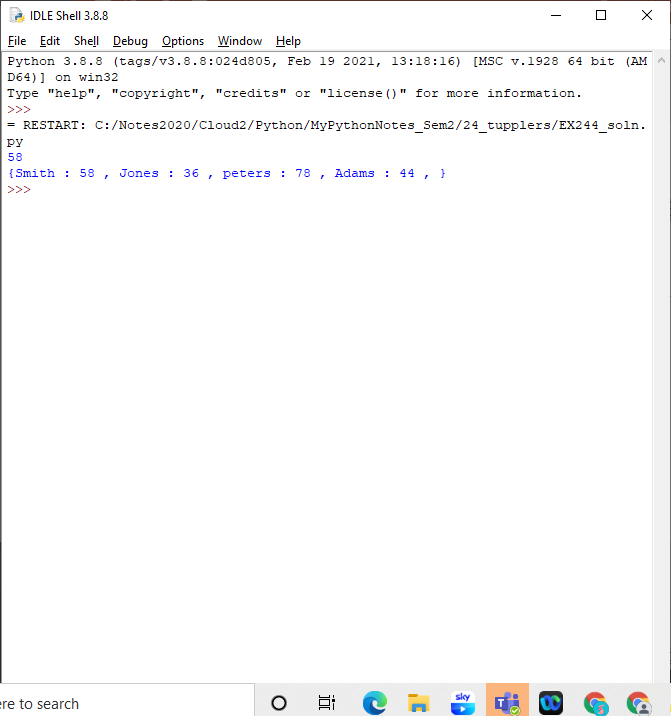 IDLE Shell 3.8.8
File Edit Shell Debug Options Window Help
Python 3.8.8 (tags/v3.8.8:024d805, Feb 19 2021, 13:18:16) [MSC v.1928 64 bit (AM
D64)] on win32
Type "help", "copyright", "credits" or "license()" for more information.
>>>
= RESTART: C:/Notes2020/Cloud2/Python/MyPythonNotes_Sem2/24_tupplers/EX244_soln.
py
58
{Smith : 58 , Jones : 36 , peters : 78 , Adams : 44 , }
>>>
ere to search
sky
T